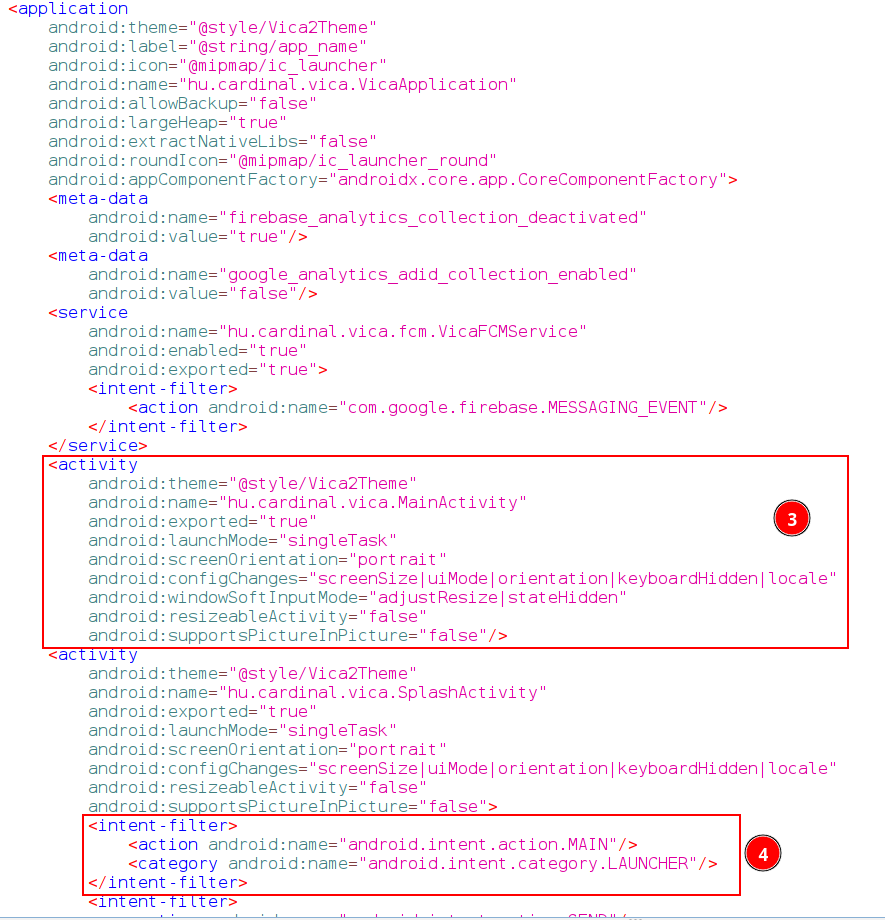 <application
android:theme="@style/Vica2Theme"
android:label="@string/app_name"
android:icon="@mipmap/ic_launcher"
android:name="hu.cardinal.vica.VicaApplication"
android:allowBackup="false"
android:largeHeap="true"
android:extractNativeLibs="false"
android:roundIcon="@mipmap/ic_launcher_round"
android:appComponentFactory="androidx.core.app.CoreComponentFactory">
<meta-data
android:name="firebase_analytics_collection_deactivated"
android:value="true"/>
<meta-data
android:name="google_analytics_adid_collection_enabled"
android:value="false"/>
<service
android:name="hu.cardinal.vica.fcm.VicaFCMService"
android:enabled="true"
android:exported="true">
<intent-filter>
<action android:name="com.google.firebase.MESSAGING_EVENT"/>
</intent-filter>
</service>
<activity
android:theme="@style/Vica2Theme"
android:name="hu.cardinal.vica.MainActivity"
android:exported="true"
3
android:launchMode="singleTask"
android:screenOrientation="portrait"
android:configChanges="screenSize|uiMode|orientation|keyboardHidden|locale"
android:windowSoftInputMode="adjustResize|stateHidden"
android:resizeableActivity="false"
android:supportsPictureInPicture="false"/>
<activity
android:theme="@style/Vica2Theme"
android:name="hu.cardinal.vica.SplashActivity"
android:exported="true"
android:launchMode="singleTask"
android:screenOrientation="portrait"
android:configChanges="screenSize|uiMode|orientation|keyboardHidden|locale"
android:resizeableActivity="false"
android:supportsPictureInPicture="false">
<intent-filter>
<action android:name="android.intent.action.MAIN"/>
4
<category android:name="android.intent.category.LAUNCHER"/>
</intent-filter>
<intent-filter>